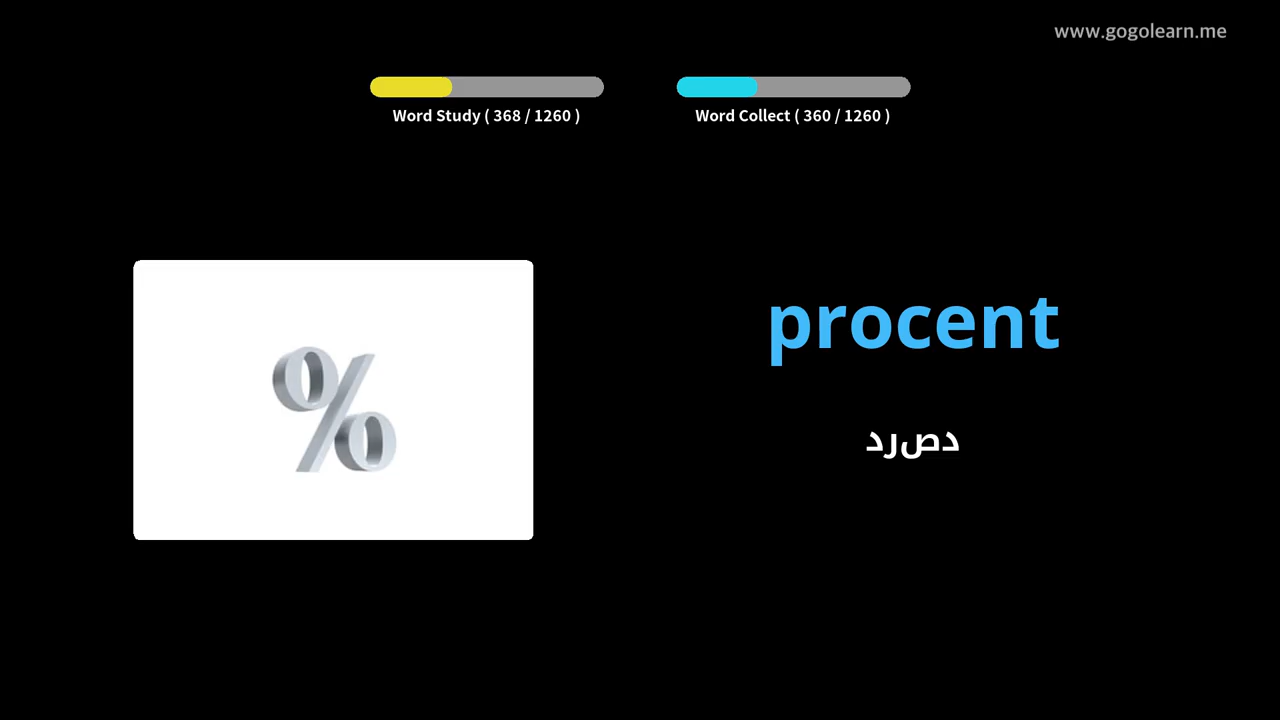 www.gogolearn.me
Word Study ( 368 / 1260 )
Word Collect ( 360 / 1260 )
%
procent
درصد